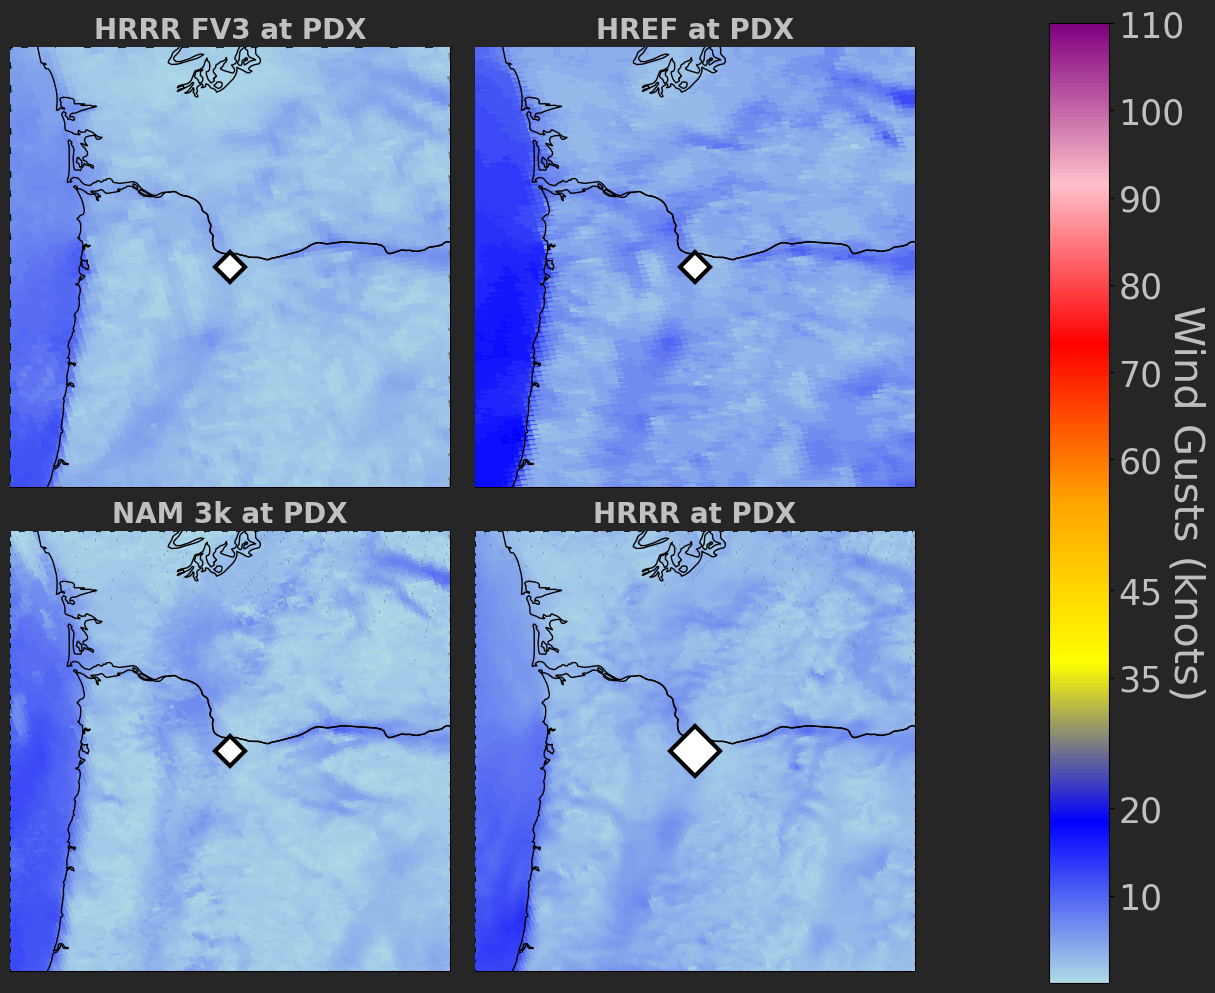 HRRR FV3 at PDX
HREF at PDX
NAM 3k at PDX
HRRR at PDX
110
100
90
80
70
60
45
35
20
10
Wind Gusts (knots)